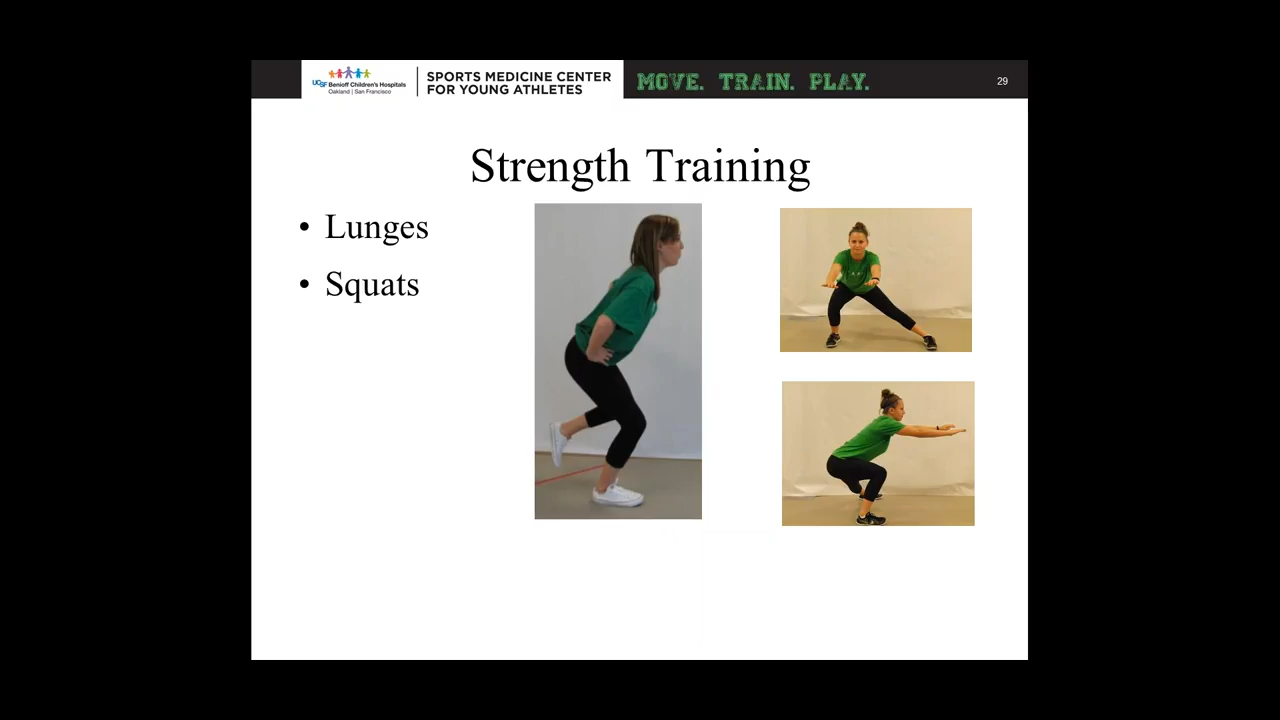 UCSF Benioff Children's Hospitals
Oakland | San Francisco
SPORTS MEDICINE CENTER
FOR YOUNG ATHLETES
MOVE. TRAIN. PLAY.
29
Strength Training
• Lunges
• Squats